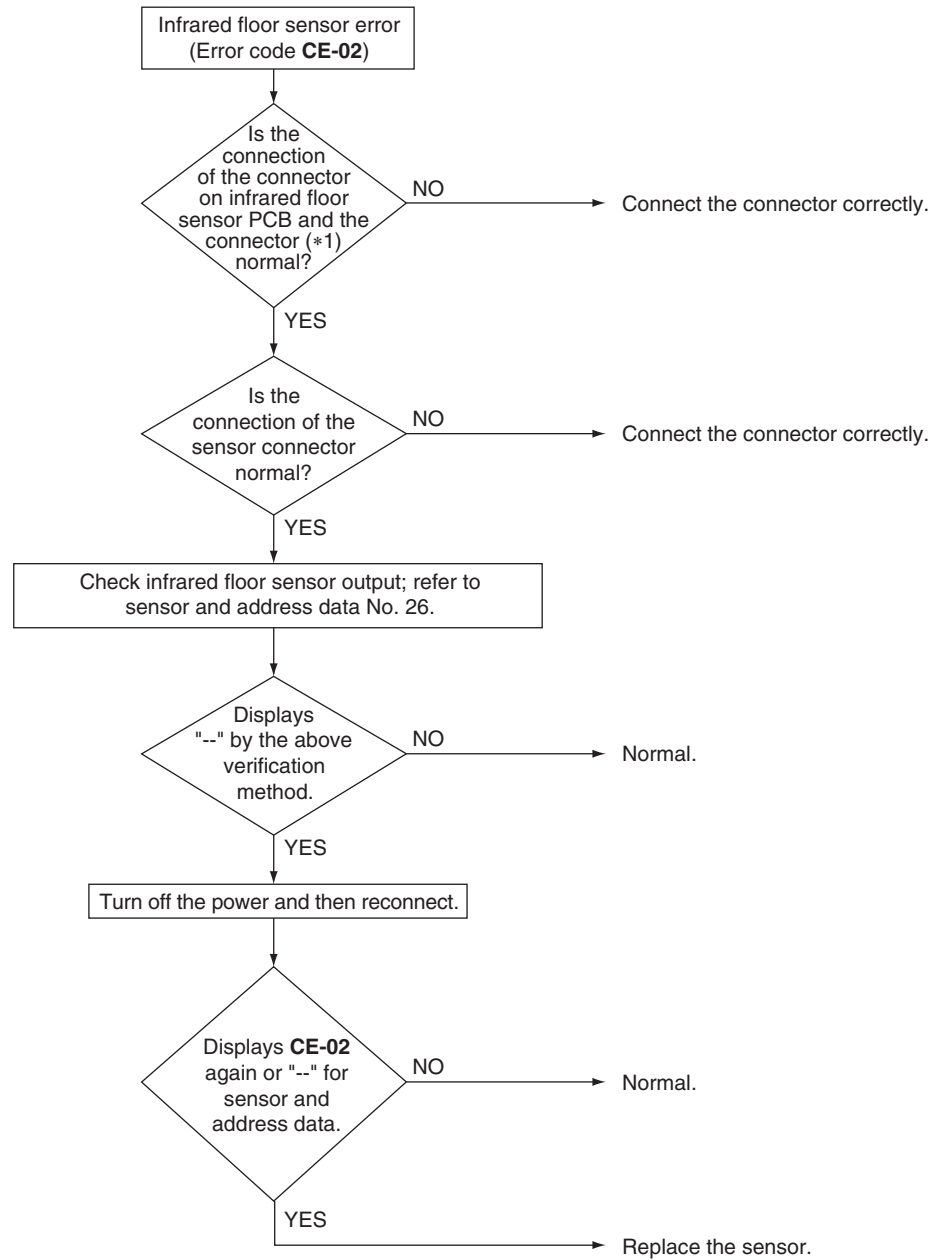 Infrared floor sensor error
(Error code CE-02)
Is the
connection
of the connector
on infrared floor
sensor PCB and the
connector (*1)
normal?
NO
Connect the connector correctly.
YES
Is the
connection of the
sensor connector
normal?
NO
Connect the connector correctly.
YES
Check infrared floor sensor output; refer to
sensor and address data No. 26.
Displays
"--" by the above
verification
method.
NO
Normal.
YES
Turn off the power and then reconnect.
Displays CE-02
again or "--" for
sensor and
address data.
NO
Normal.
YES
Replace the sensor.